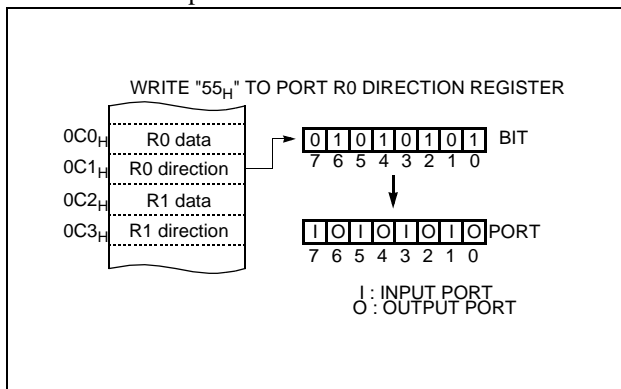 WRITE "55H" TO PORT R0 DIRECTION REGISTER
0C0H R0 data
0C1H R0 direction
0C2H R1 data
0C3H R1 direction
0 1 0 1 0 1 0 1 BIT
7 6 5 4 3 2 1 0
I O I O I O I O PORT
7 6 5 4 3 2 1 0
I : INPUT PORT
O : OUTPUT PORT